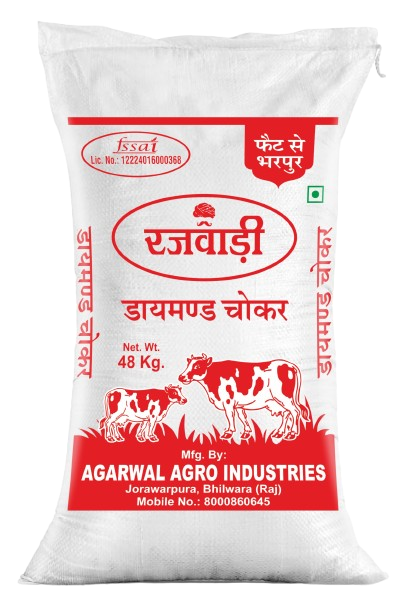 fssai
Lic. No.: 12224016000368
फैट से
भरपुर
रजवाड़ी
डायमण्ड चोकर
डायमण्ड चोकर
डायमण्ड चोकर
Net. Wt.
48 Kg.
Mfg. By:
AGARWAL AGRO INDUSTRIES
Jorawarpura, Bhilwara (Raj)
Mobile No.: 8000860645